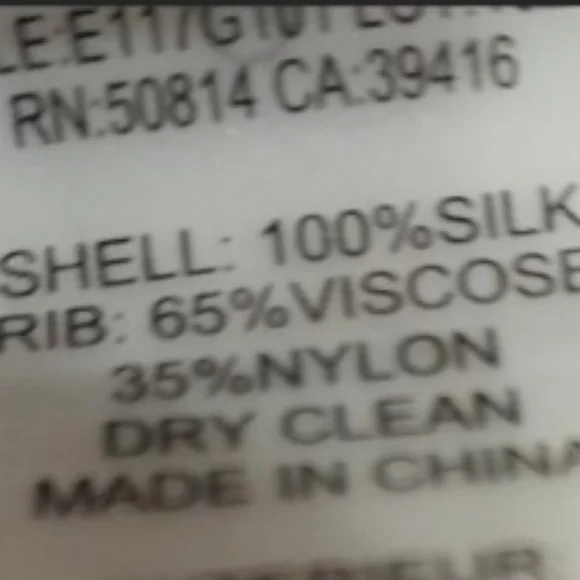 RN:50814 CA:39416
SHELL: 100%SILK
RIB: 65%VISCOSE
35%NYLON
DRY CLEAN
MADE IN CHINA